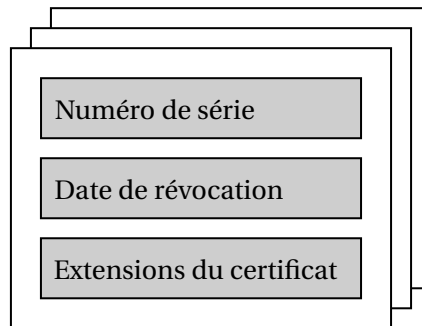 Numéro de série
Date de révocation
Extensions du certificat